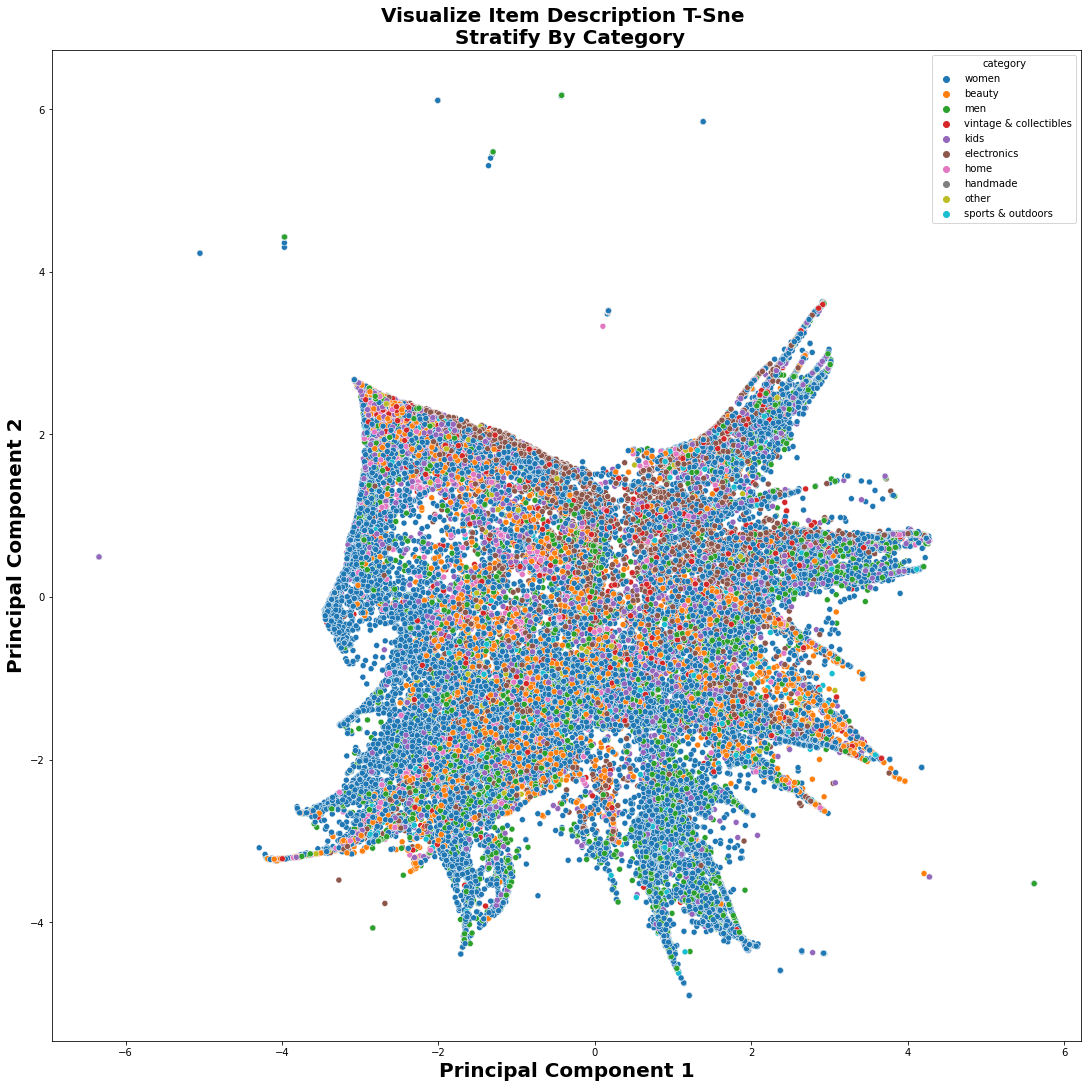 Visualize Item Description T-Sne
Stratify By Category
category
women
beauty
men
vintage & collectibles
kids
electronics
home
handmade
other
sports & outdoors
Principal Component 2
6
4
2
0
−2
−4
−6
−4
−2
0
2
4
6
Principal Component 1